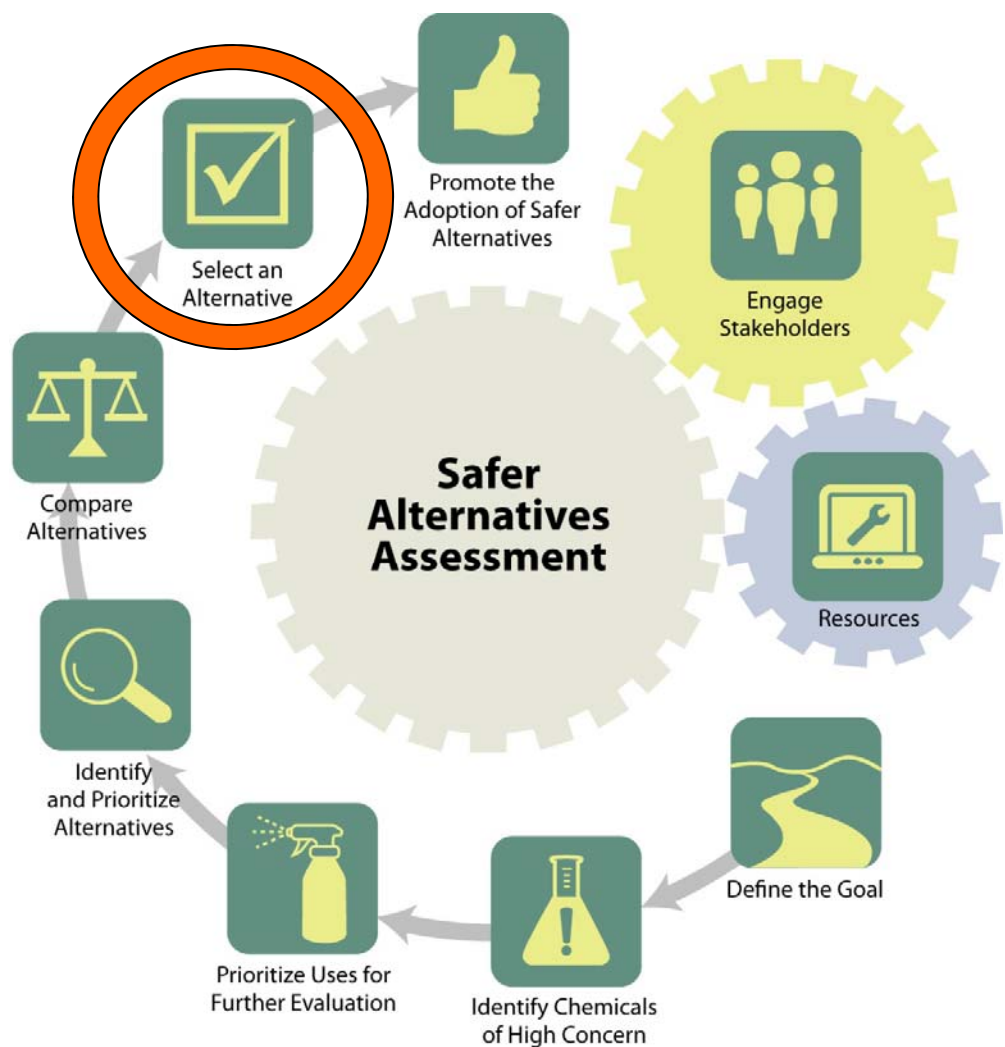 Promote the
Adoption of Safer
Alternatives
Select an
Alternative
Engage
Stakeholders
Safer
Alternatives
Assessment
Compare
Alternatives
Resources
Identify
and Prioritize
Alternatives
Define the Goal
Prioritize Uses for
Further Evaluation
Identify Chemicals
of High Concern